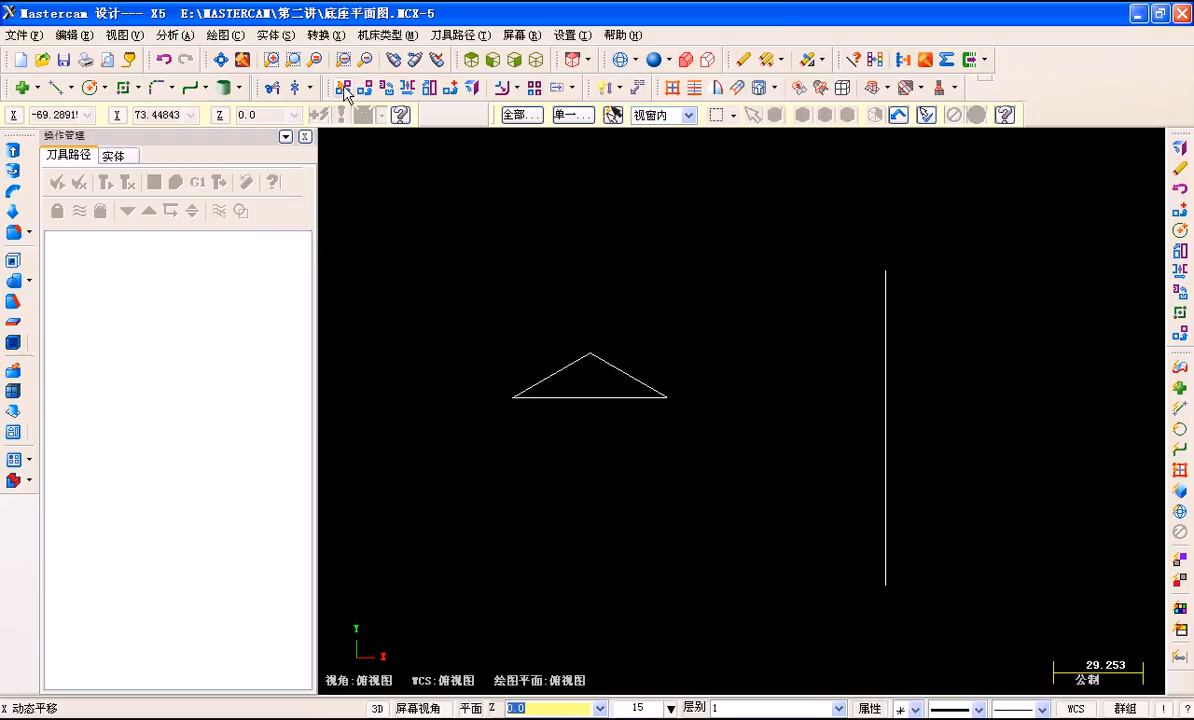 Mastercam 设计--- X5 E:\MASTERCAM\第二讲\底座平面图.MCX-5
文件(F) 编辑(E) 视图(V) 分析(A) 绘图(C) 实体(S) 转换(X) 机床类型(M) 刀具路径(T) 屏幕(R) 设置(I) 帮助(H)
X -69.2891 Y 73.44843 Z 0.0 全部... 单一... 视窗内
操作管理
刀具路径 实体
G1
Y
X
视角:俯视图 WCS:俯视图 绘图平面:俯视图
29.253
公制
X 动态平移 3D 屏幕视角 平面 Z 0.0 15 层别 1 属性 WCS 群组 ! ?